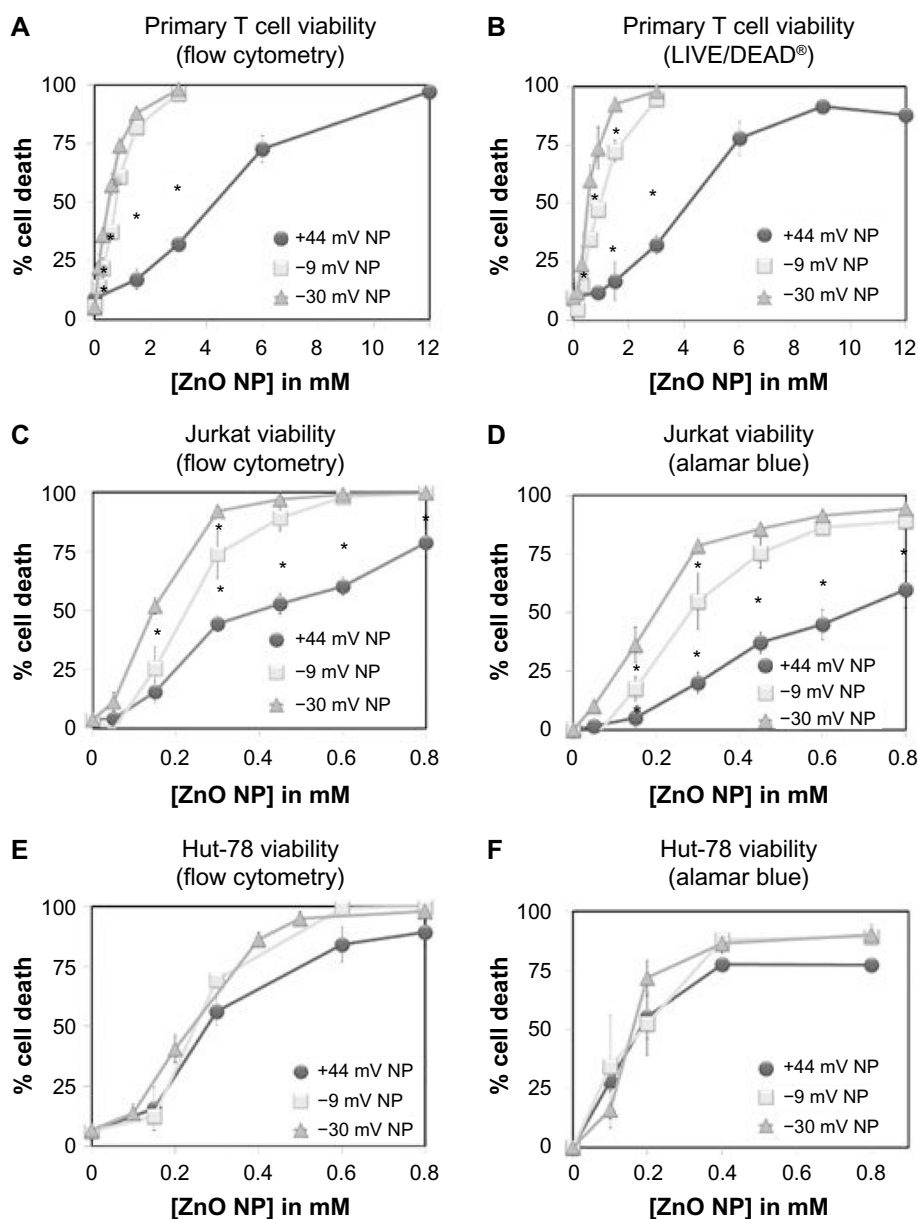 A
Primary T cell viability
(flow cytometry)
% cell death
100
75
50
25
0
*
*
*
*
*
+44 mV NP
−9 mV NP
−30 mV NP
0
2
4
6
8
10
12
[ZnO NP] in mM
B
Primary T cell viability
(LIVE/DEAD®)
% cell death
100
75
50
25
0
*
*
*
*
*
+44 mV NP
−9 mV NP
−30 mV NP
0
2
4
6
8
10
12
[ZnO NP] in mM
C
Jurkat viability
(flow cytometry)
% cell death
100
75
50
25
0
*
*
*
*
*
*
+44 mV NP
−9 mV NP
−30 mV NP
0
0.2
0.4
0.6
0.8
[ZnO NP] in mM
D
Jurkat viability
(alamar blue)
% cell death
100
75
50
25
0
*
*
*
*
*
*
*
+44 mV NP
−9 mV NP
−30 mV NP
0
0.2
0.4
0.6
0.8
[ZnO NP] in mM
E
Hut-78 viability
(flow cytometry)
% cell death
100
75
50
25
0
+44 mV NP
−9 mV NP
−30 mV NP
0
0.2
0.4
0.6
0.8
[ZnO NP] in mM
F
Hut-78 viability
(alamar blue)
% cell death
100
75
50
25
0
+44 mV NP
−9 mV NP
−30 mV NP
0
0.2
0.4
0.6
0.8
[ZnO NP] in mM